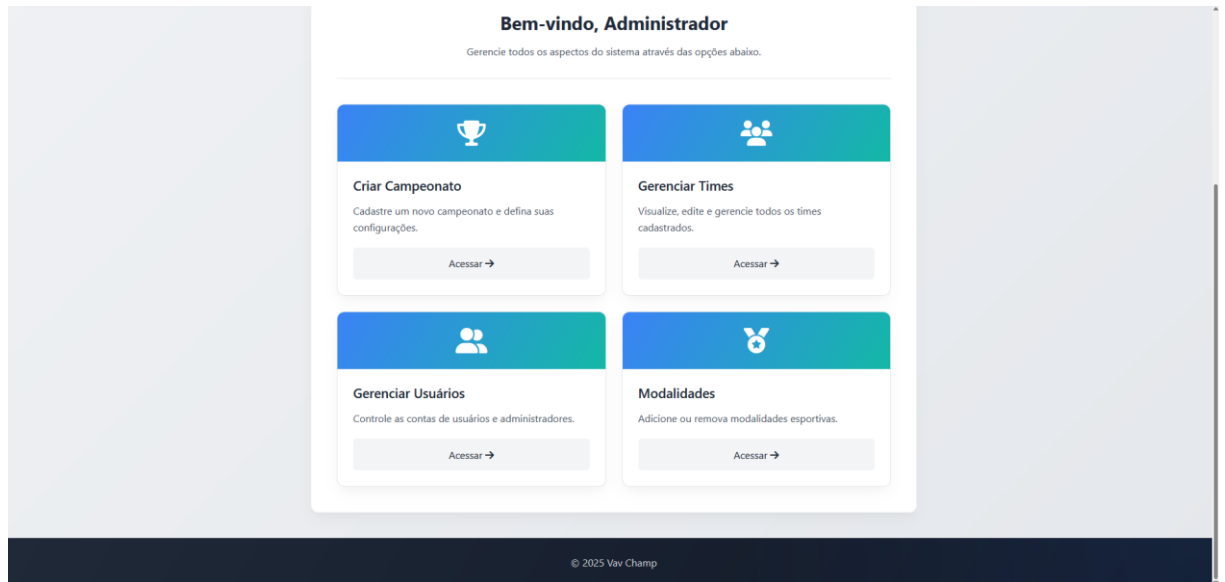 Bem-vindo, Administrador
Gerencie todos os aspectos do sistema através das opções abaixo.
Criar Campeonato
Cadastre um novo campeonato e defina suas
configurações.
Acessar →
Gerenciar Times
Visualize, edite e gerencie todos os times
cadastrados.
Acessar →
Gerenciar Usuários
Controle as contas de usuários e administradores.
Acessar →
Modalidades
Adicione ou remova modalidades esportivas.
Acessar →
© 2025 Vav Champ